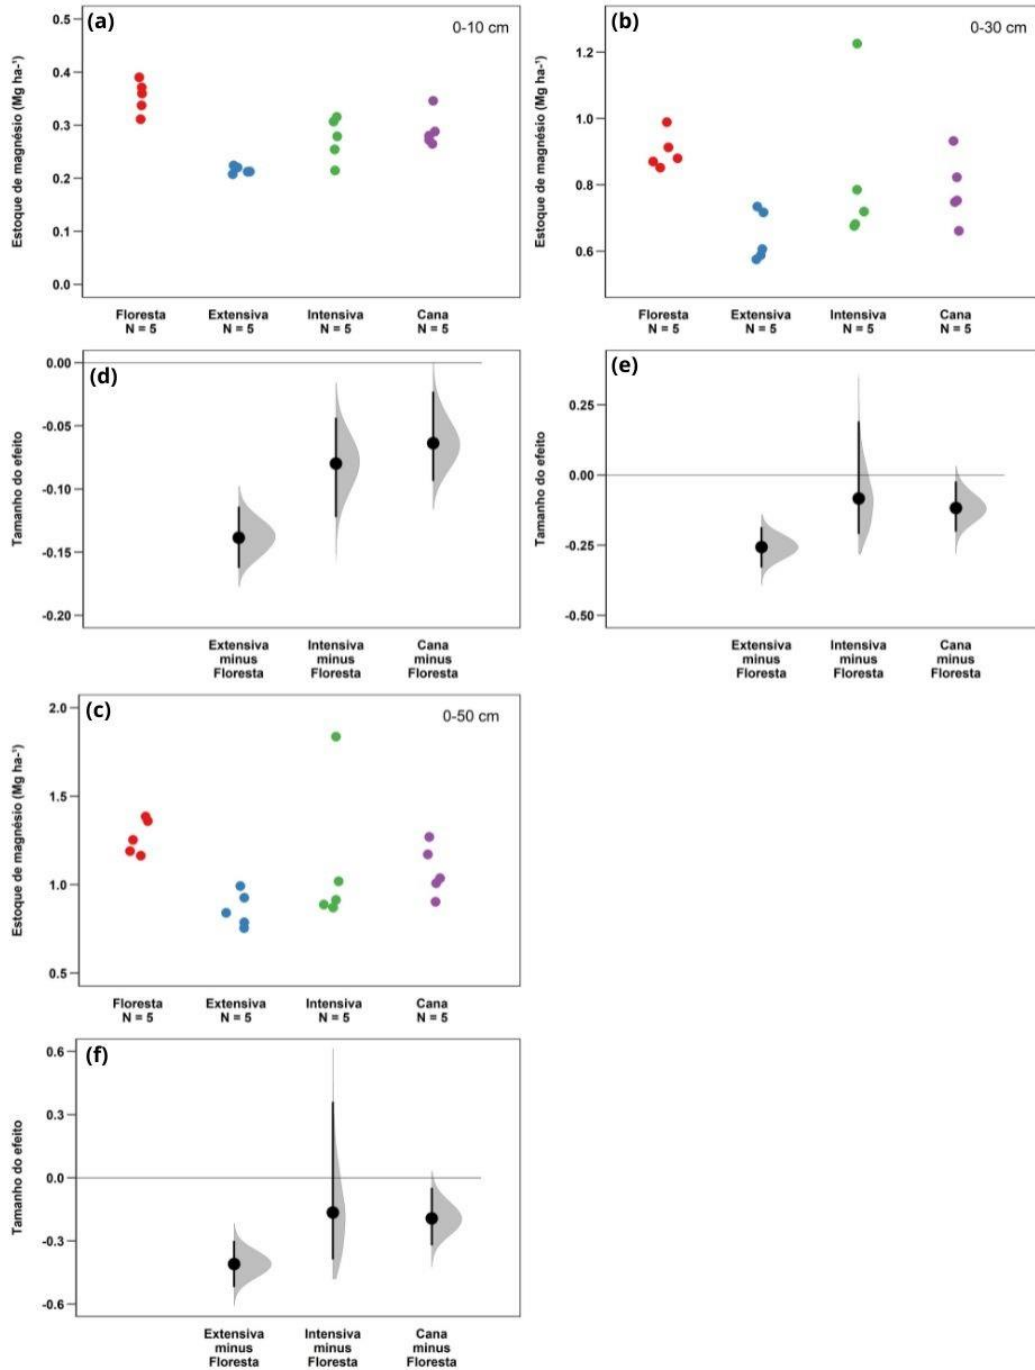 (a)
0-10 cm
Estoque de magnésio (Mg ha-¹)
0.5
0.4
0.3
0.2
0.1
0.0
Floresta Extensiva Intensiva Cana
N = 5 N = 5 N = 5 N = 5
(b)
0-30 cm
Estoque de magnésio (Mg ha-¹)
1.2
1.0
0.8
0.6
Floresta Extensiva Intensiva Cana
N = 5 N = 5 N = 5 N = 5
(d)
Tamanho do efeito
0.00
-0.05
-0.10
-0.15
-0.20
Extensiva Intensiva Cana
minus minus minus
Floresta Floresta Floresta
(e)
Tamanho do efeito
0.25
0.00
-0.25
-0.50
Extensiva Intensiva Cana
minus minus minus
Floresta Floresta Floresta
(c)
0-50 cm
Estoque de magnésio (Mg ha-¹)
2.0
1.5
1.0
0.5
Floresta Extensiva Intensiva Cana
N = 5 N = 5 N = 5 N = 5
(f)
Tamanho do efeito
0.6
0.3
0.0
-0.3
-0.6
Extensiva Intensiva Cana
minus minus minus
Floresta Floresta Floresta